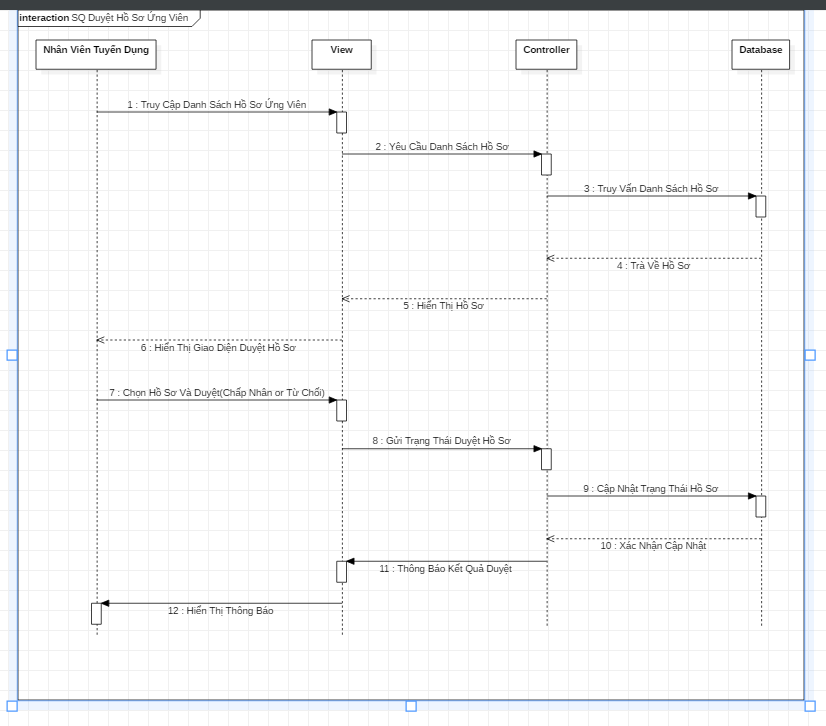 interaction SQ Duyệt Hồ Sơ Ứng Viên
Nhân Viên Tuyển Dụng
View
Controller
Database
1 : Truy Cập Danh Sách Hồ Sơ Ứng Viên
2 : Yêu Cầu Danh Sách Hồ Sơ
3 : Truy Vấn Danh Sách Hồ Sơ
4 : Trả Về Hồ Sơ
5 : Hiển Thị Hồ Sơ
6 : Hiển Thị Giao Diện Duyệt Hồ Sơ
7 : Chọn Hồ Sơ Và Duyệt(Chấp Nhân or Từ Chối)
8 : Gửi Trạng Thái Duyệt Hồ Sơ
9 : Cập Nhật Trạng Thái Hồ Sơ
10 : Xác Nhận Cập Nhật
11 : Thông Báo Kết Quả Duyệt
12 : Hiển Thị Thông Báo